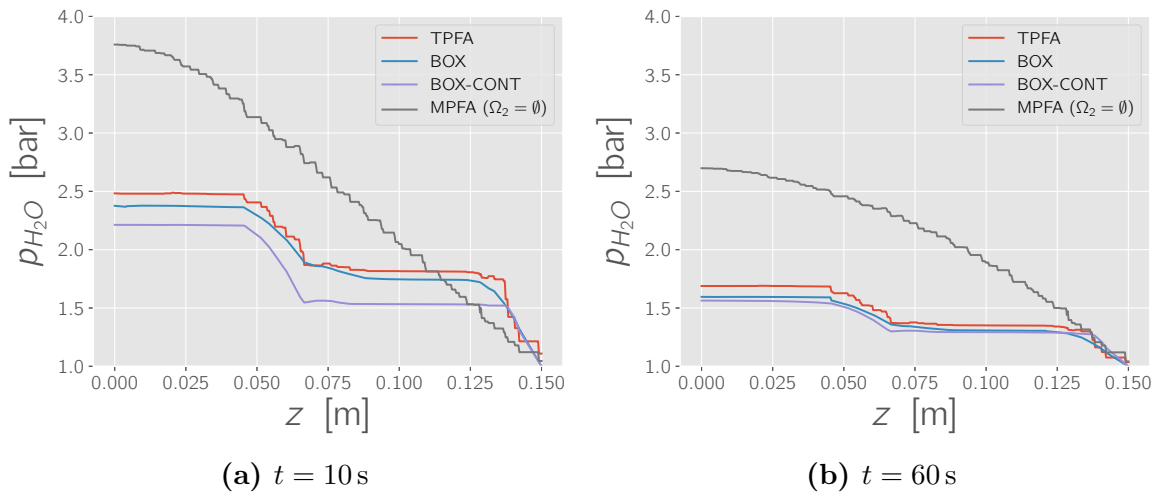 4.0
3.5
3.0
2.5
2.0
1.5
1.0
0.000 0.025 0.050 0.075 0.100 0.125 0.150
p_{H_2O} [bar]
z [m]
TPFA
BOX
BOX-CONT
MPFA (Ω₂ = ∅)
(a) t = 10 s
4.0
3.5
3.0
2.5
2.0
1.5
1.0
0.000 0.025 0.050 0.075 0.100 0.125 0.150
p_{H_2O} [bar]
z [m]
TPFA
BOX
BOX-CONT
MPFA (Ω₂ = ∅)
(b) t = 60 s